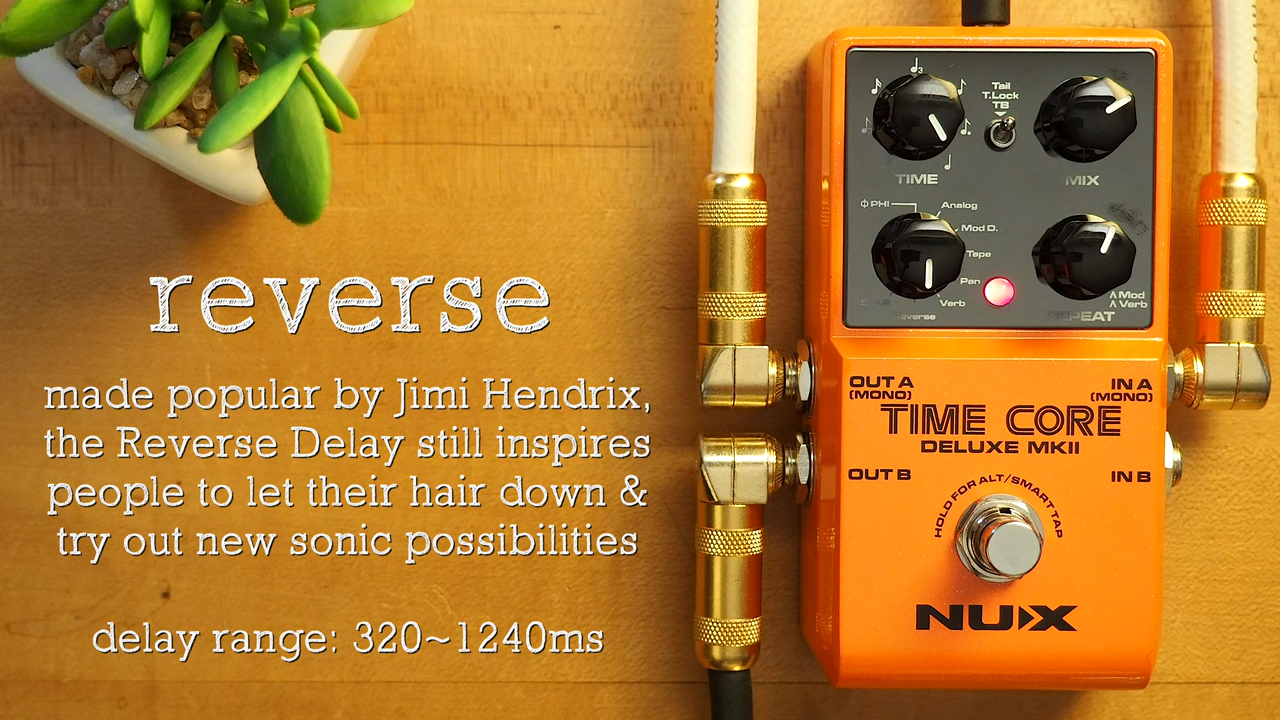 reverse
made popular by Jimi Hendrix,
the Reverse Delay still inspires
people to let their hair down &
try out new sonic possibilities
delay range: 320~1240ms
3
Tail
T.Lock
TB
TIME
MIX
Φ PHI
Analog
Mod D.
Tape
Pan
Verb
Reverse
Λ Mod
Λ Verb
REPEAT
OUT A
(MONO)
IN A
(MONO)
TIME CORE
DELUXE MKII
OUT B
IN B
HOLD FOR ALT/SMART TAP
NUX